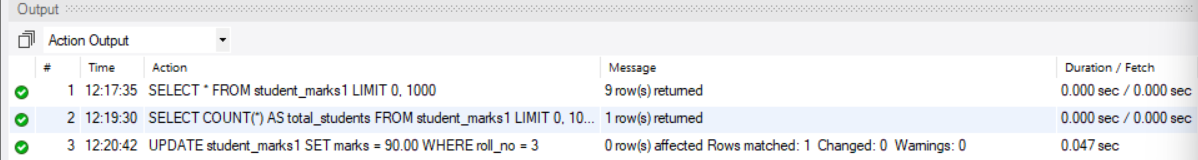 Output
Action Output
# Time Action Message Duration / Fetch
1 12:17:35 SELECT * FROM student_marks1 LIMIT 0, 1000 9 row(s) returned 0.000 sec / 0.000 sec
2 12:19:30 SELECT COUNT(*) AS total_students FROM student_marks1 LIMIT 0, 10... 1 row(s) returned 0.000 sec / 0.000 sec
3 12:20:42 UPDATE student_marks1 SET marks = 90.00 WHERE roll_no = 3 0 row(s) affected Rows matched: 1 Changed: 0 Warnings: 0 0.047 sec